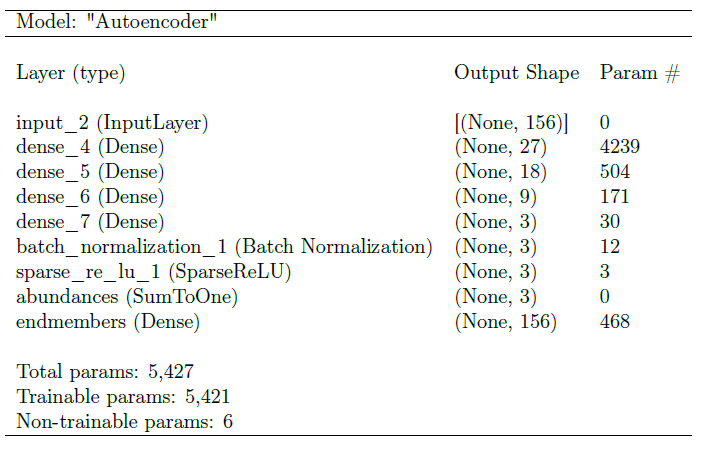 Model: "Autoencoder"
Layer (type) Output Shape Param #
input_2 (InputLayer) [(None, 156)] 0
dense_4 (Dense) (None, 27) 4239
dense_5 (Dense) (None, 18) 504
dense_6 (Dense) (None, 9) 171
dense_7 (Dense) (None, 3) 30
batch_normalization_1 (Batch Normalization) (None, 3) 12
sparse_re_lu_1 (SparseReLU) (None, 3) 3
abundances (SumToOne) (None, 3) 0
endmembers (Dense) (None, 156) 468
Total params: 5,427
Trainable params: 5,421
Non-trainable params: 6